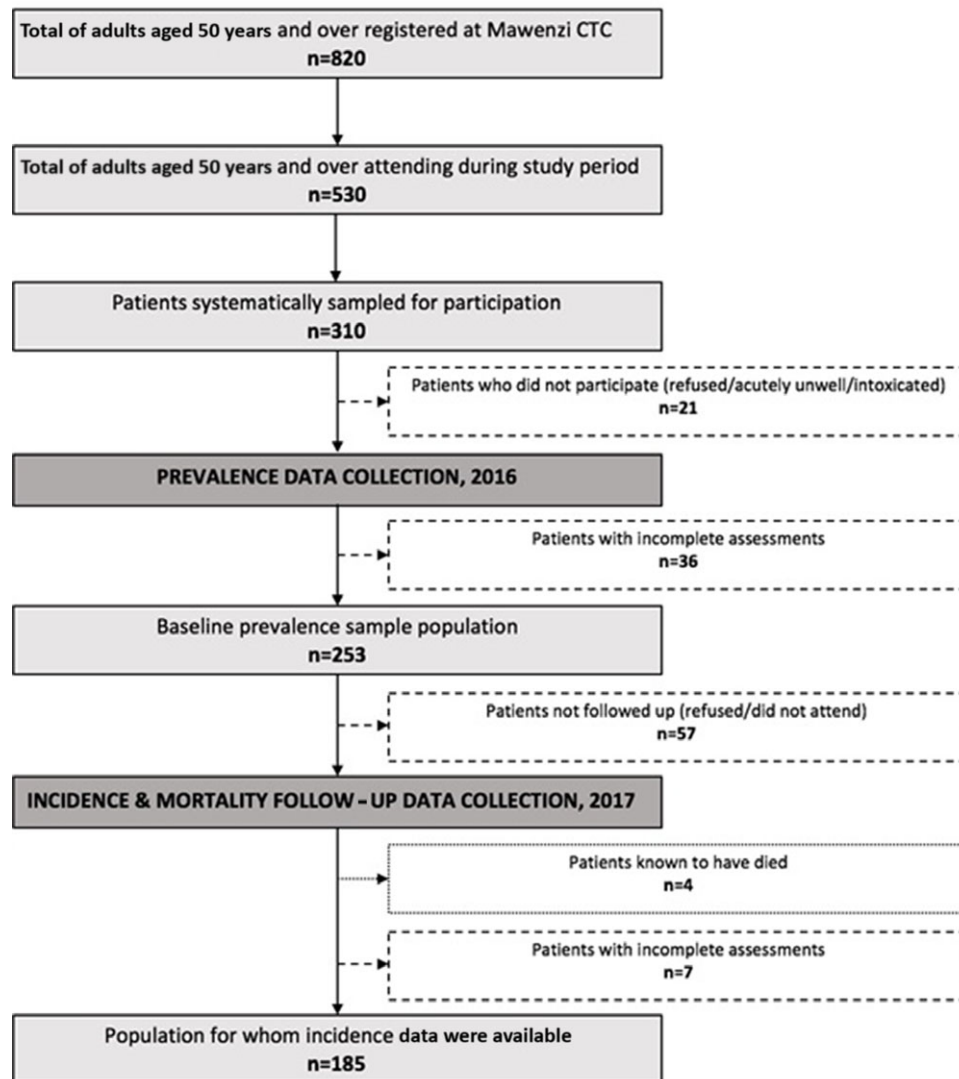 Total of adults aged 50 years and over registered at Mawenzi CTC
n=820
Total of adults aged 50 years and over attending during study period
n=530
Patients systematically sampled for participation
n=310
Patients who did not participate (refused/acutely unwell/intoxicated)
n=21
PREVALENCE DATA COLLECTION, 2016
Patients with incomplete assessments
n=36
Baseline prevalence sample population
n=253
Patients not followed up (refused/did not attend)
n=57
INCIDENCE & MORTALITY FOLLOW – UP DATA COLLECTION, 2017
Patients known to have died
n=4
Patients with incomplete assessments
n=7
Population for whom incidence data were available
n=185